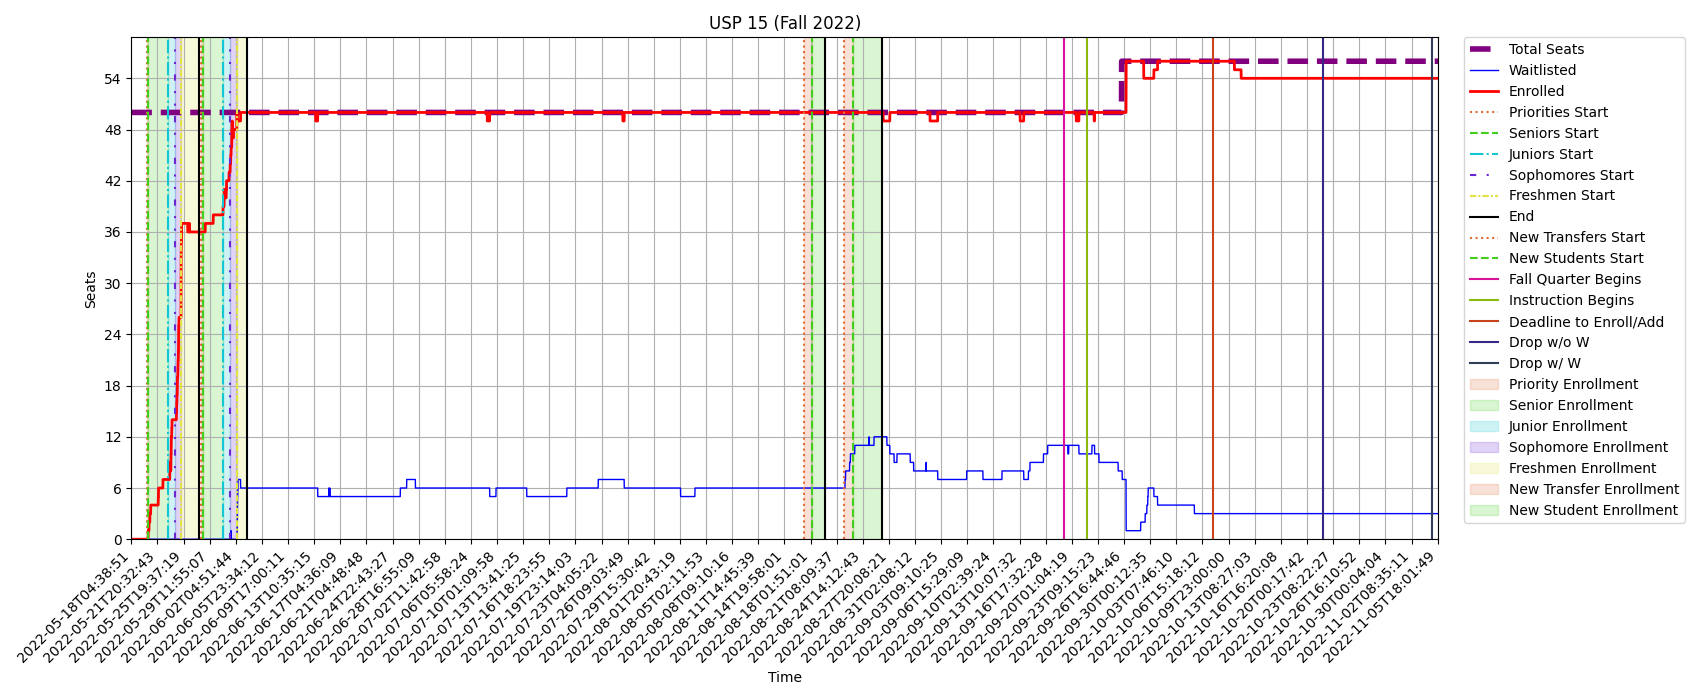 USP 15 (Fall 2022)
Seats
54
48
42
36
30
24
18
12
6
0
2022-05-18T04:38:51
2022-05-21T20:32:43
2022-05-25T19:37:19
2022-05-29T11:55:07
2022-06-02T04:51:44
2022-06-05T23:34:12
2022-06-09T17:00:11
2022-06-13T10:35:15
2022-06-17T04:36:09
2022-06-21T04:48:48
2022-06-24T22:43:27
2022-06-28T16:55:09
2022-07-02T11:42:58
2022-07-06T05:58:24
2022-07-10T01:09:58
2022-07-13T13:41:25
2022-07-16T18:23:55
2022-07-19T23:14:03
2022-07-23T04:05:22
2022-07-26T09:03:49
2022-07-29T15:30:42
2022-08-01T20:43:19
2022-08-05T02:11:53
2022-08-08T09:10:16
2022-08-11T14:45:39
2022-08-14T19:58:01
2022-08-18T01:51:01
2022-08-21T08:09:37
2022-08-24T14:12:43
2022-08-27T20:08:21
2022-08-31T02:08:12
2022-09-03T09:10:25
2022-09-06T15:29:09
2022-09-10T02:39:24
2022-09-13T10:07:32
2022-09-16T17:32:28
2022-09-20T01:04:19
2022-09-23T09:15:23
2022-09-26T16:44:46
2022-09-30T00:12:35
2022-10-03T07:46:10
2022-10-06T15:18:12
2022-10-09T23:00:00
2022-10-13T08:27:03
2022-10-16T16:20:08
2022-10-20T00:17:42
2022-10-23T08:22:27
2022-10-26T16:10:52
2022-10-30T00:04:04
2022-11-02T08:35:11
2022-11-05T18:01:49
Time
Total Seats
Waitlisted
Enrolled
Priorities Start
Seniors Start
Juniors Start
Sophomores Start
Freshmen Start
End
New Transfers Start
New Students Start
Fall Quarter Begins
Instruction Begins
Deadline to Enroll/Add
Drop w/o W
Drop w/ W
Priority Enrollment
Senior Enrollment
Junior Enrollment
Sophomore Enrollment
Freshmen Enrollment
New Transfer Enrollment
New Student Enrollment